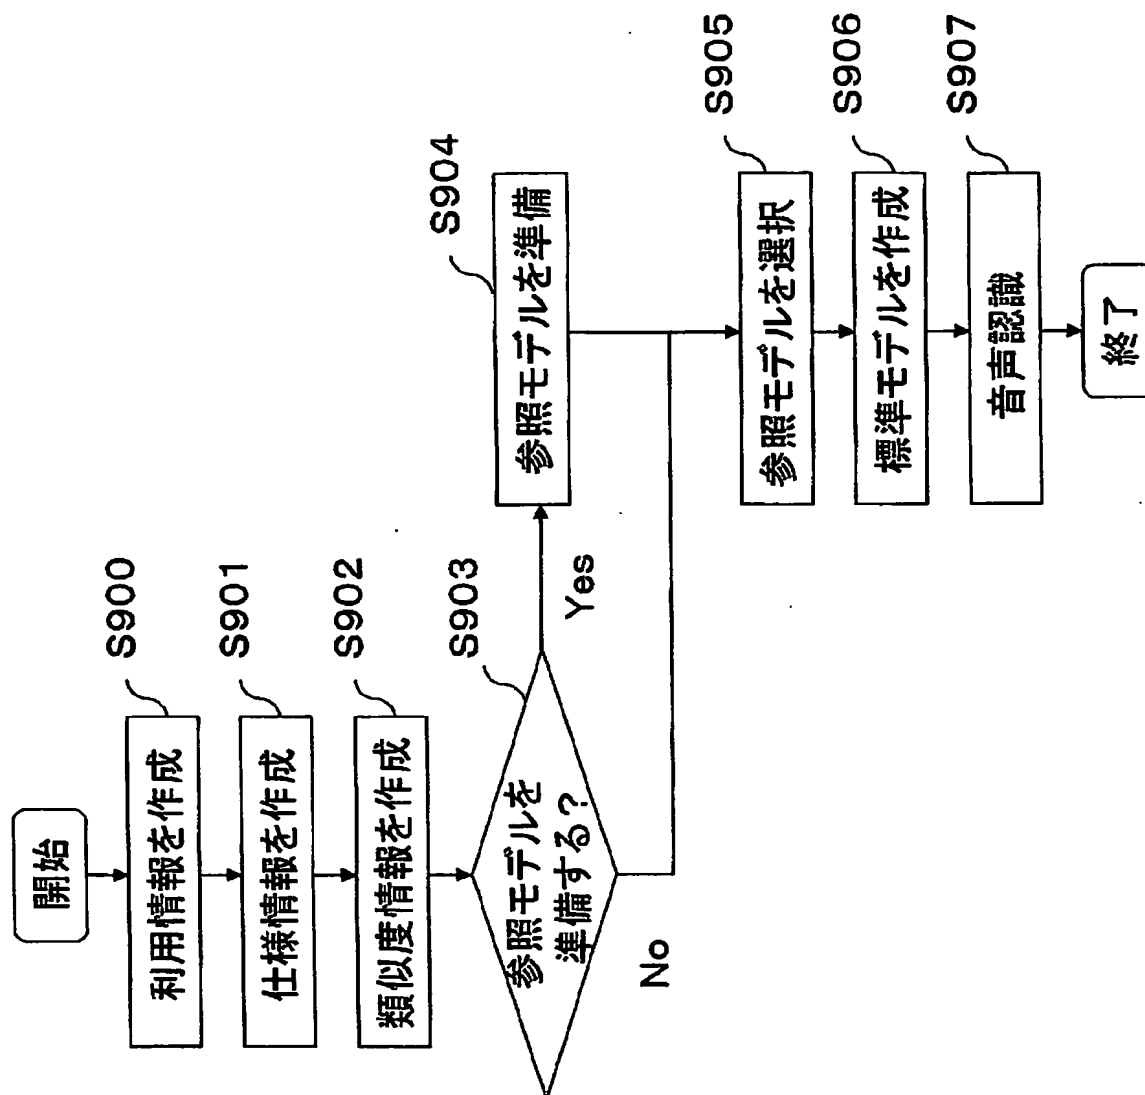 開始
利用情報を作成
S900
仕様情報を作成
S901
類似度情報を作成
S902
参照モデルを
準備する?
S903
Yes
No
参照モデルを準備
S904
参照モデルを選択
S905
標準モデルを作成
S906
音声認識
S907
終了